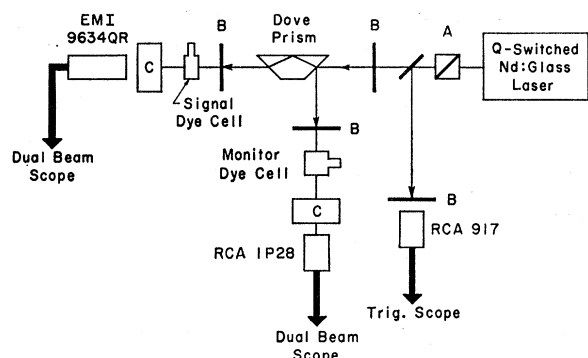 EMI
9634QR
C
B
Dove
Prism
B
A
Q-Switched
Nd:Glass
Laser
Signal
Dye Cell
Dual Beam
Scope
B
Monitor
Dye Cell
C
RCA 1P28
Dual Beam
Scope
B
RCA 917
Trig. Scope